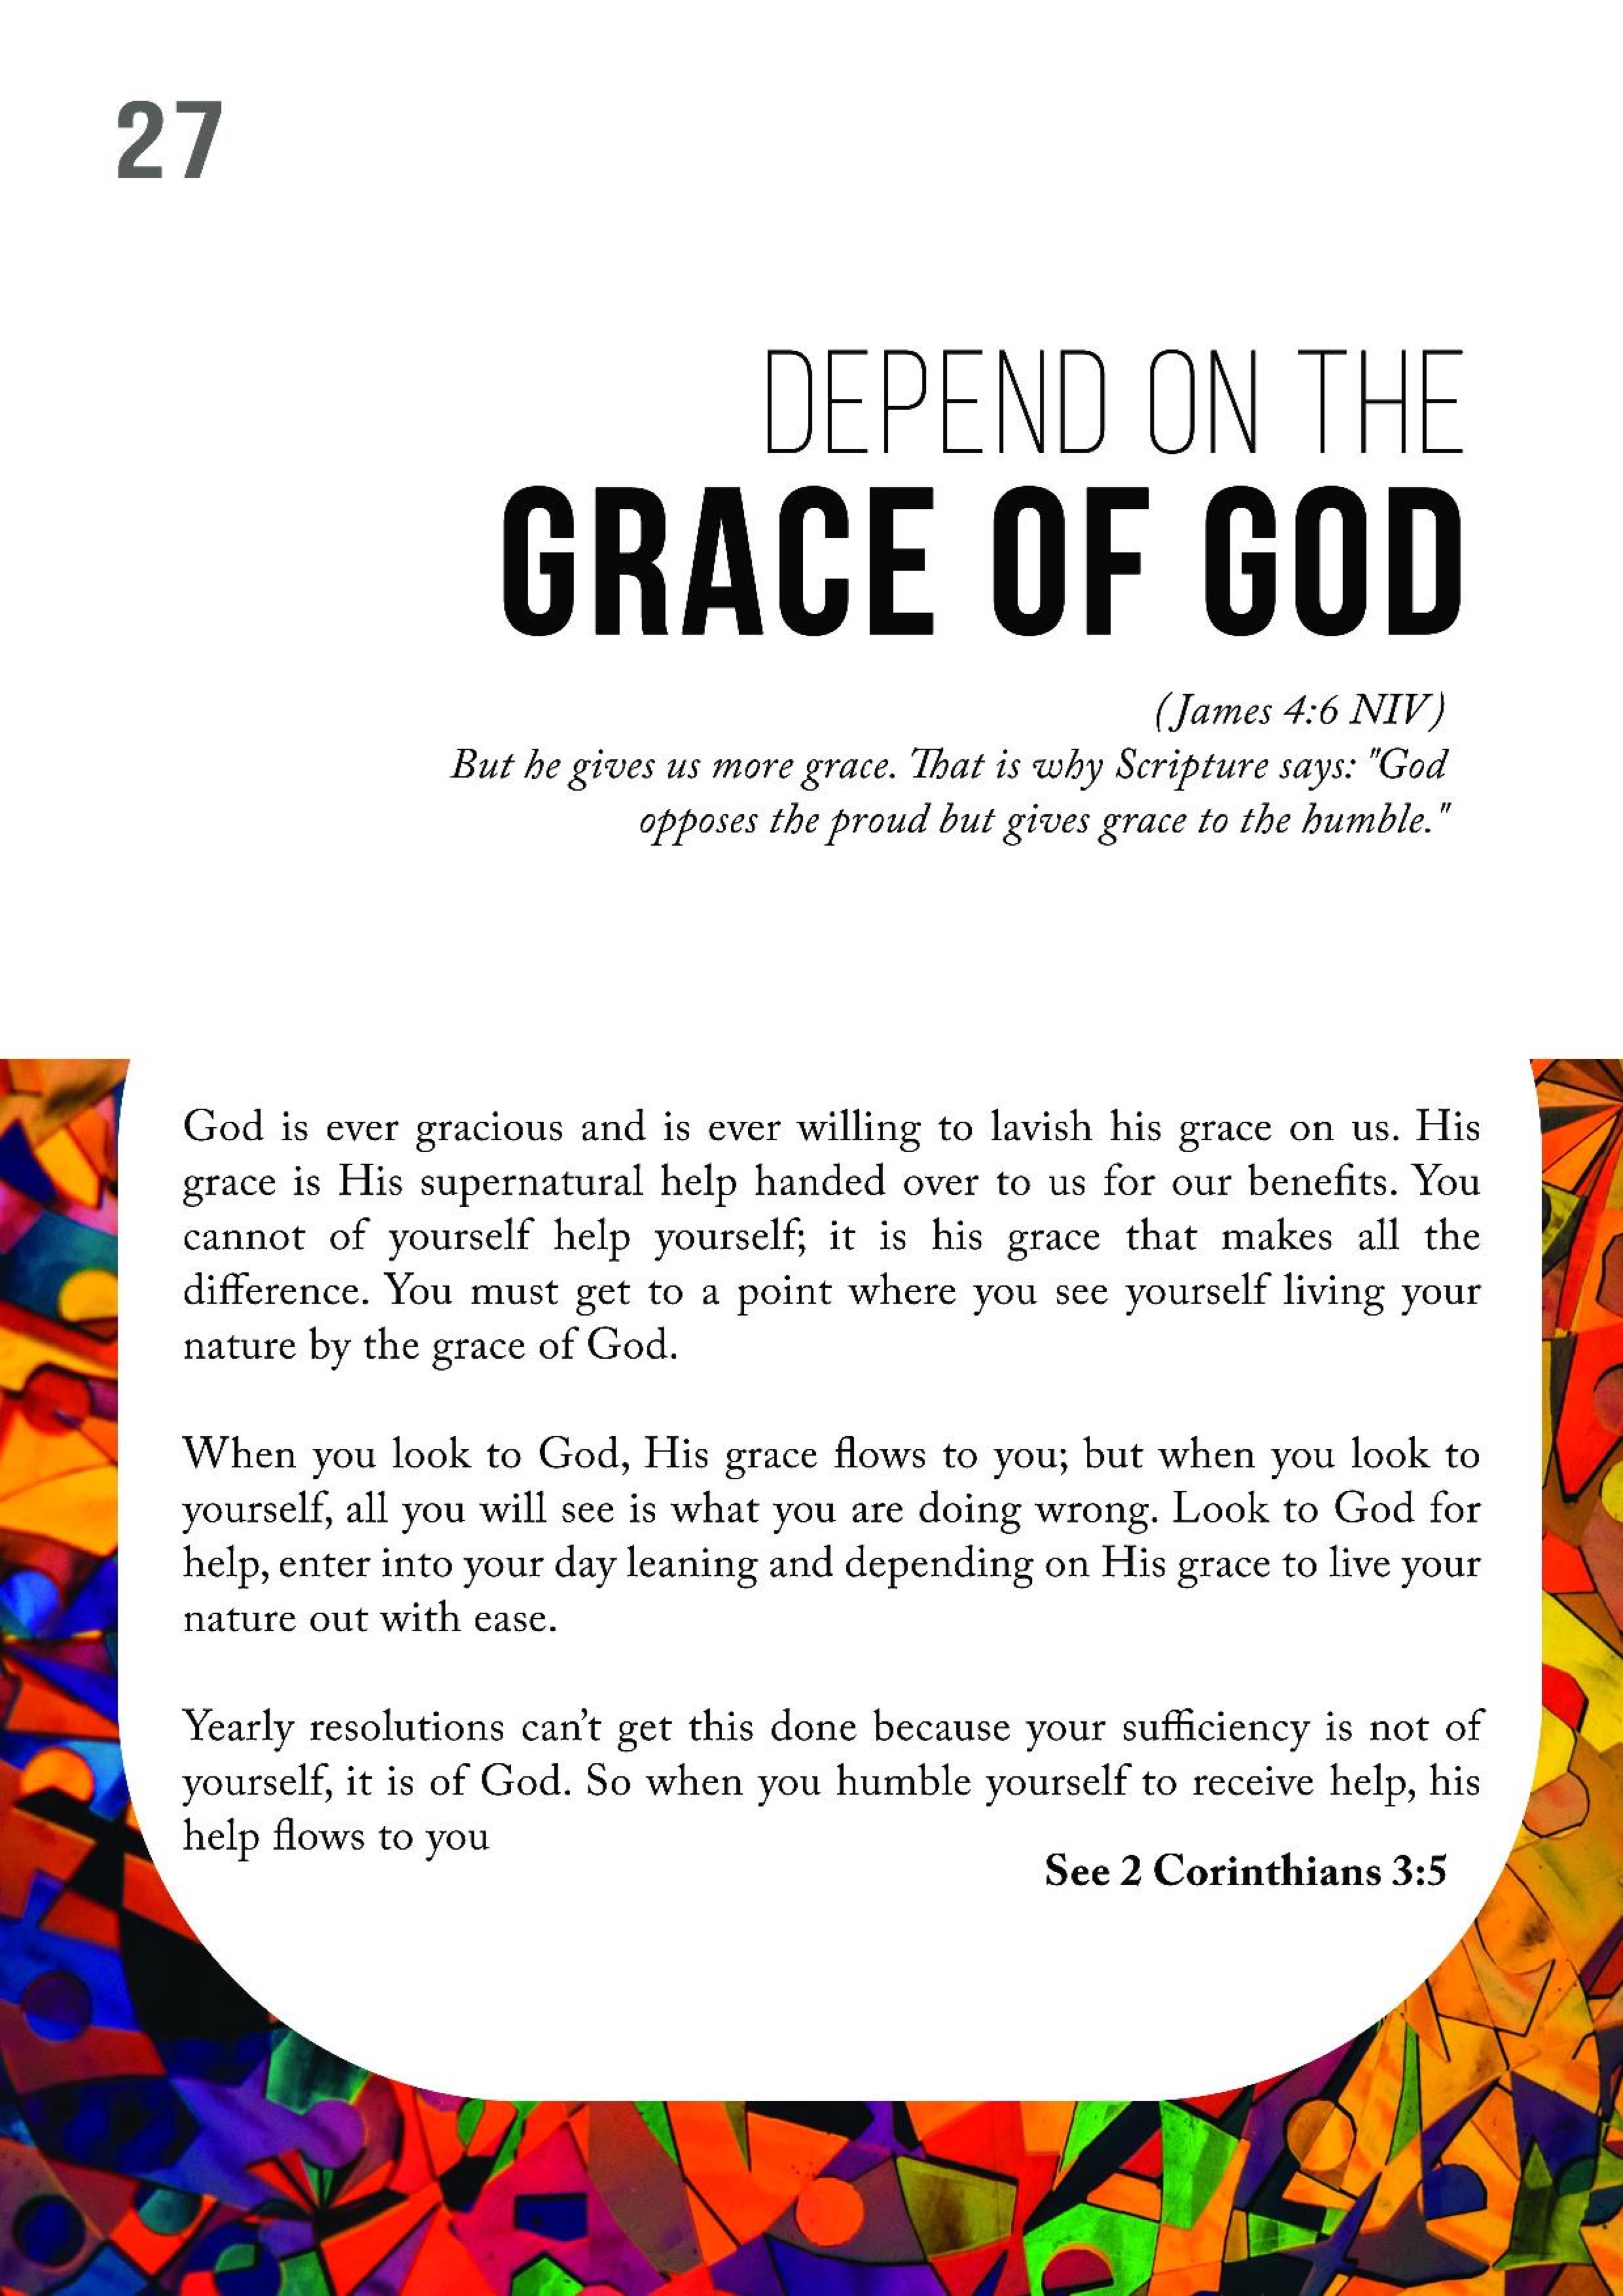 27
DEPEND ON THE
GRACE OF GOD
(James 4:6 NIV)
But he gives us more grace. That is why Scripture says: "God
opposes the proud but gives grace to the humble."
God is ever gracious and is ever willing to lavish his grace on us. His
grace is His supernatural help handed over to us for our benefits. You
cannot of yourself help yourself; it is his grace that makes all the
difference. You must get to a point where you see yourself living your
nature by the grace of God.
When you look to God, His grace flows to you; but when you look to
yourself, all you will see is what you are doing wrong. Look to God for
help, enter into your day leaning and depending on His grace to live your
nature out with ease.
Yearly resolutions can’t get this done because your sufficiency is not of
yourself, it is of God. So when you humble yourself to receive help, his
help flows to you
See 2 Corinthians 3:5